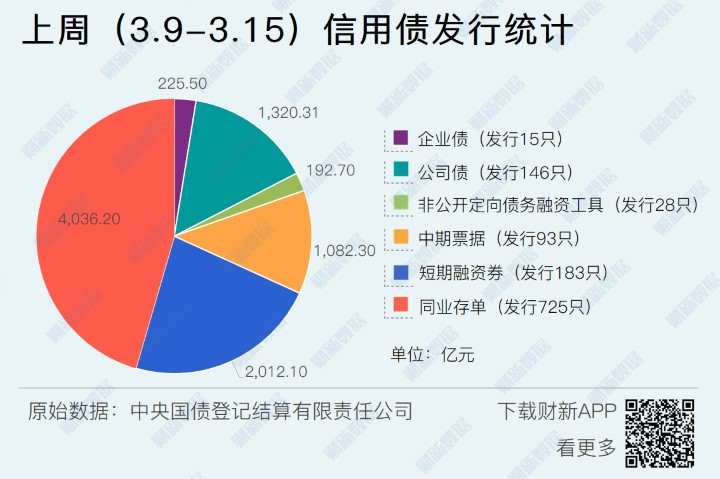 上周（3.9-3.15）信用债发行统计
225.50
1,320.31
192.70
4,036.20
1,082.30
2,012.10
企业债（发行15只）
公司债（发行146只）
非公开定向债务融资工具（发行28只）
中期票据（发行93只）
短期融资券（发行183只）
同业存单（发行725只）
单位：亿元
原始数据：中央国债登记结算有限责任公司
下载财新APP
看更多